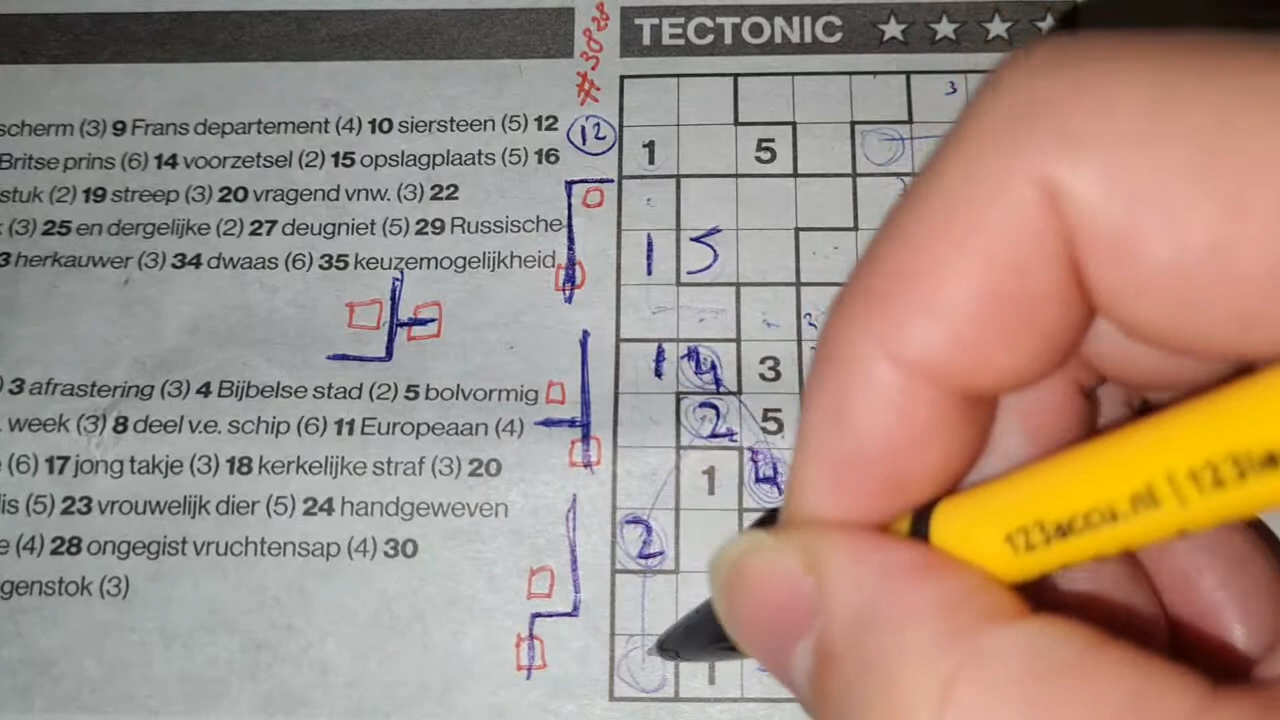 #3028
TECTONIC
3
scherm (3) 9 Frans departement (4) 10 siersteen (5) 12
12
Britse prins (6) 14 voorzetsel (2) 15 opslagplaats (5) 16
1 5
stuk (2) 19 streep (3) 20 vragend vnw. (3) 22
(3) 25 en dergelijke (2) 27 deugniet (5) 29 Russische
3 herkauwer (3) 34 dwaas (6) 35 keuzemogelijkheid
1 5
1 4 3
3 afrastering (3) 4 Bijbelse stad (2) 5 bolvormig
week (3) 8 deel v.e. schip (6) 11 Europeaan (4)
2 5
(6) 17 jong takje (3) 18 kerkelijke straf (3) 20
1 4
is (5) 23 vrouwelijk dier (5) 24 handgeweven
2
(4) 28 ongegist vruchtensap (4) 30
genstok (3)
1
123accu.nl |